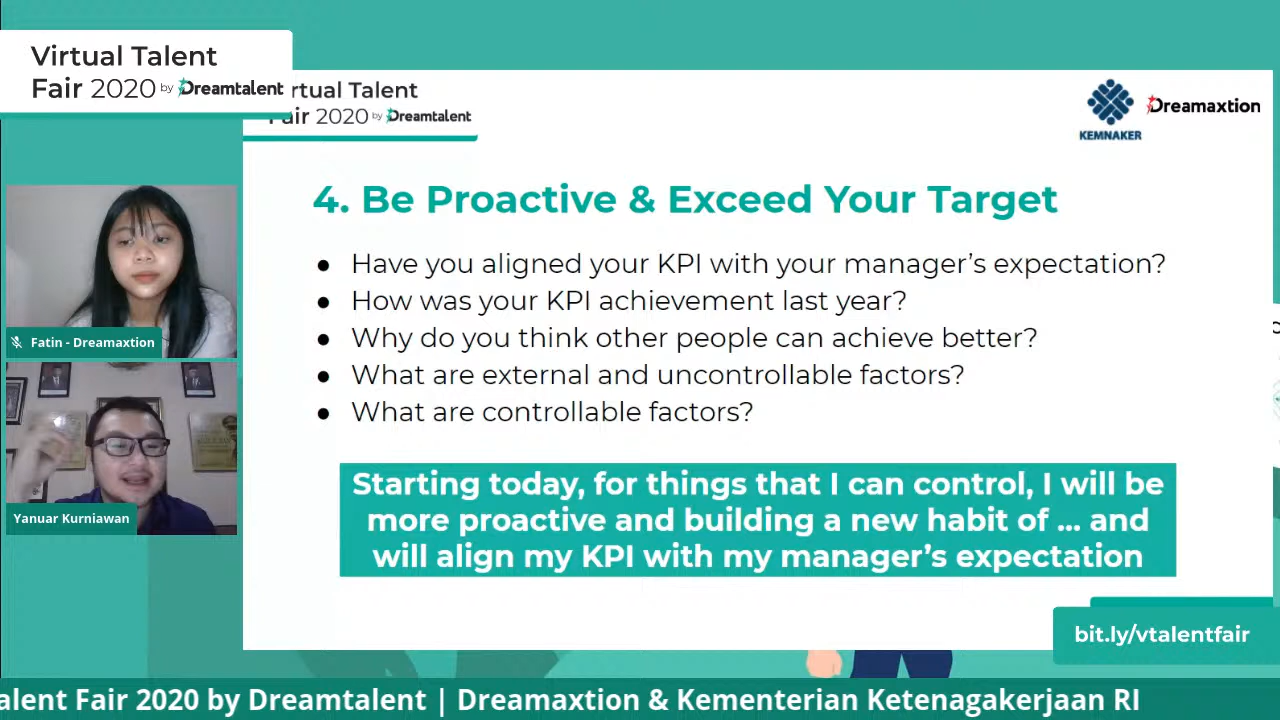 Virtual Talent
Fair 2020 by Dreamtalent
rtual Talent
Fair 2020 by Dreamtalent
KEMNAKER
Dreamaxtion
4. Be Proactive & Exceed Your Target
● Have you aligned your KPI with your manager’s expectation?
● How was your KPI achievement last year?
● Why do you think other people can achieve better?
● What are external and uncontrollable factors?
● What are controllable factors?
Starting today, for things that I can control, I will be
more proactive and building a new habit of ... and
will align my KPI with my manager’s expectation
Fatin - Dreamaxtion
Yanuar Kurniawan
bit.ly/vtalentfair
alent Fair 2020 by Dreamtalent | Dreamaxtion & Kementerian Ketenagakerjaan RI